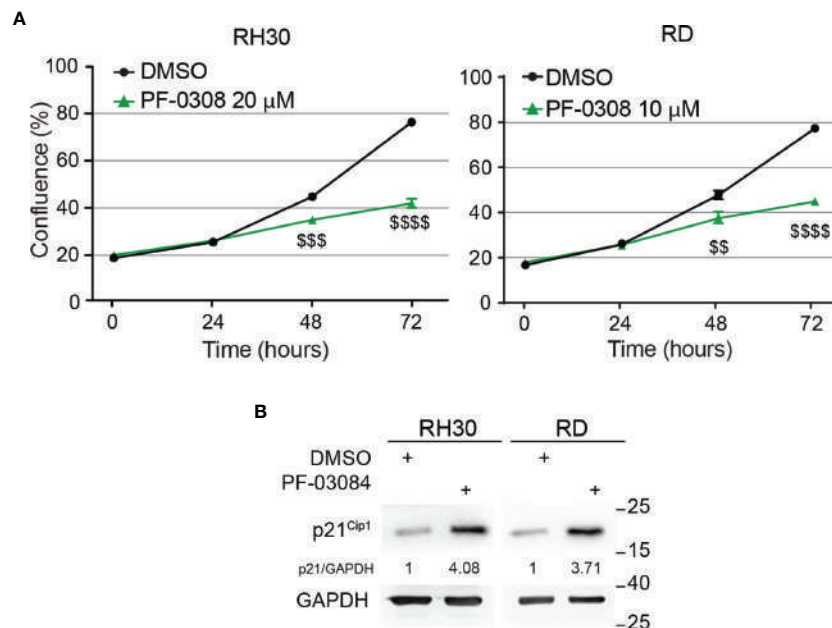 A
RH30
DMSO
PF-0308 20 μM
Confluence (%)
100
80
60
40
20
0
$$$
$$$$
0 24 48 72
Time (hours)
RD
DMSO
PF-0308 10 μM
100
80
60
40
20
0
$$
$$$$
0 24 48 72
Time (hours)
B
RH30 RD
DMSO + +
PF-03084 + +
p21Cip1
-25
-15
p21/GAPDH 1 4.08 1 3.71
GAPDH
-40
-25